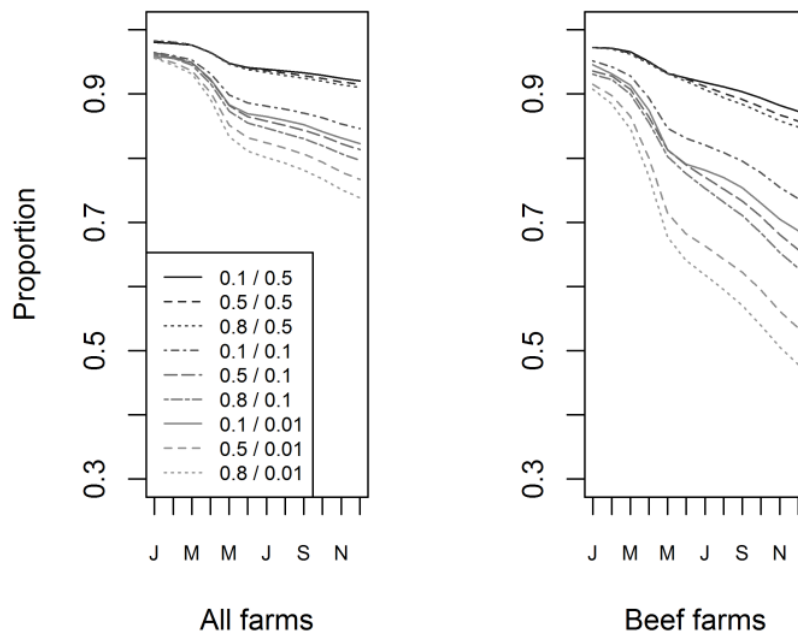 Proportion
0.9
0.7
0.5
0.3
0.1 / 0.5
0.5 / 0.5
0.8 / 0.5
0.1 / 0.1
0.5 / 0.1
0.8 / 0.1
0.1 / 0.01
0.5 / 0.01
0.8 / 0.01
J M M J S N
All farms
0.9
0.7
0.5
0.3
J M M J S N
Beef farms